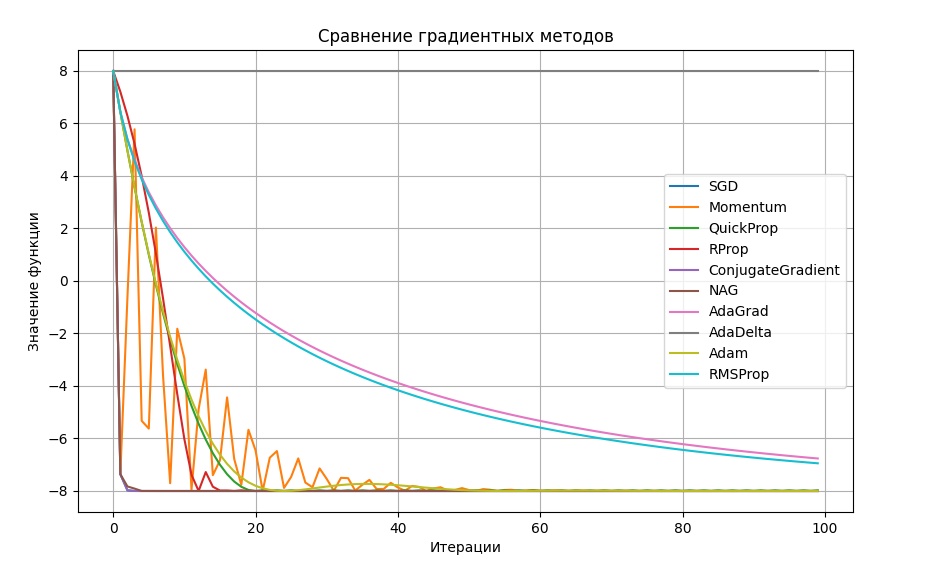 Сравнение градиентных методов
Значение функции
8
6
4
2
0
−2
−4
−6
−8
SGD
Momentum
QuickProp
RProp
ConjugateGradient
NAG
AdaGrad
AdaDelta
Adam
RMSProp
0
20
40
60
80
100
Итерации